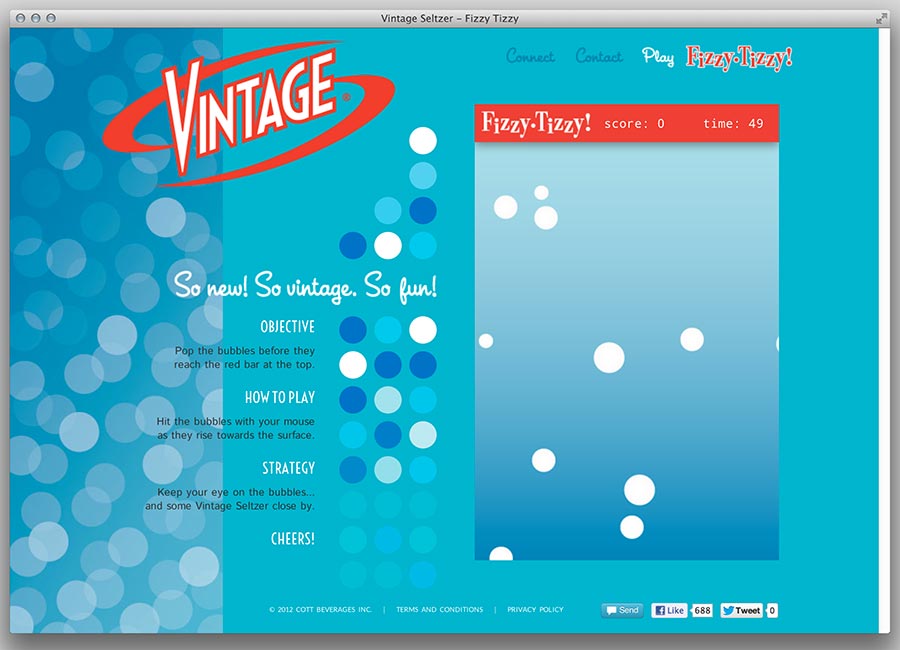 Vintage Seltzer – Fizzy Tizzy
VINTAGE®
Connect Contact Play Fizzy·Tizzy!
Fizzy·Tizzy! score: 0 time: 49
So new! So vintage. So fun!
OBJECTIVE
Pop the bubbles before they
reach the red bar at the top.
HOW TO PLAY
Hit the bubbles with your mouse
as they rise towards the surface.
STRATEGY
Keep your eye on the bubbles...
and some Vintage Seltzer close by.
CHEERS!
© 2012 COTT BEVERAGES INC. | TERMS AND CONDITIONS | PRIVACY POLICY
Send Like 688 Tweet 0